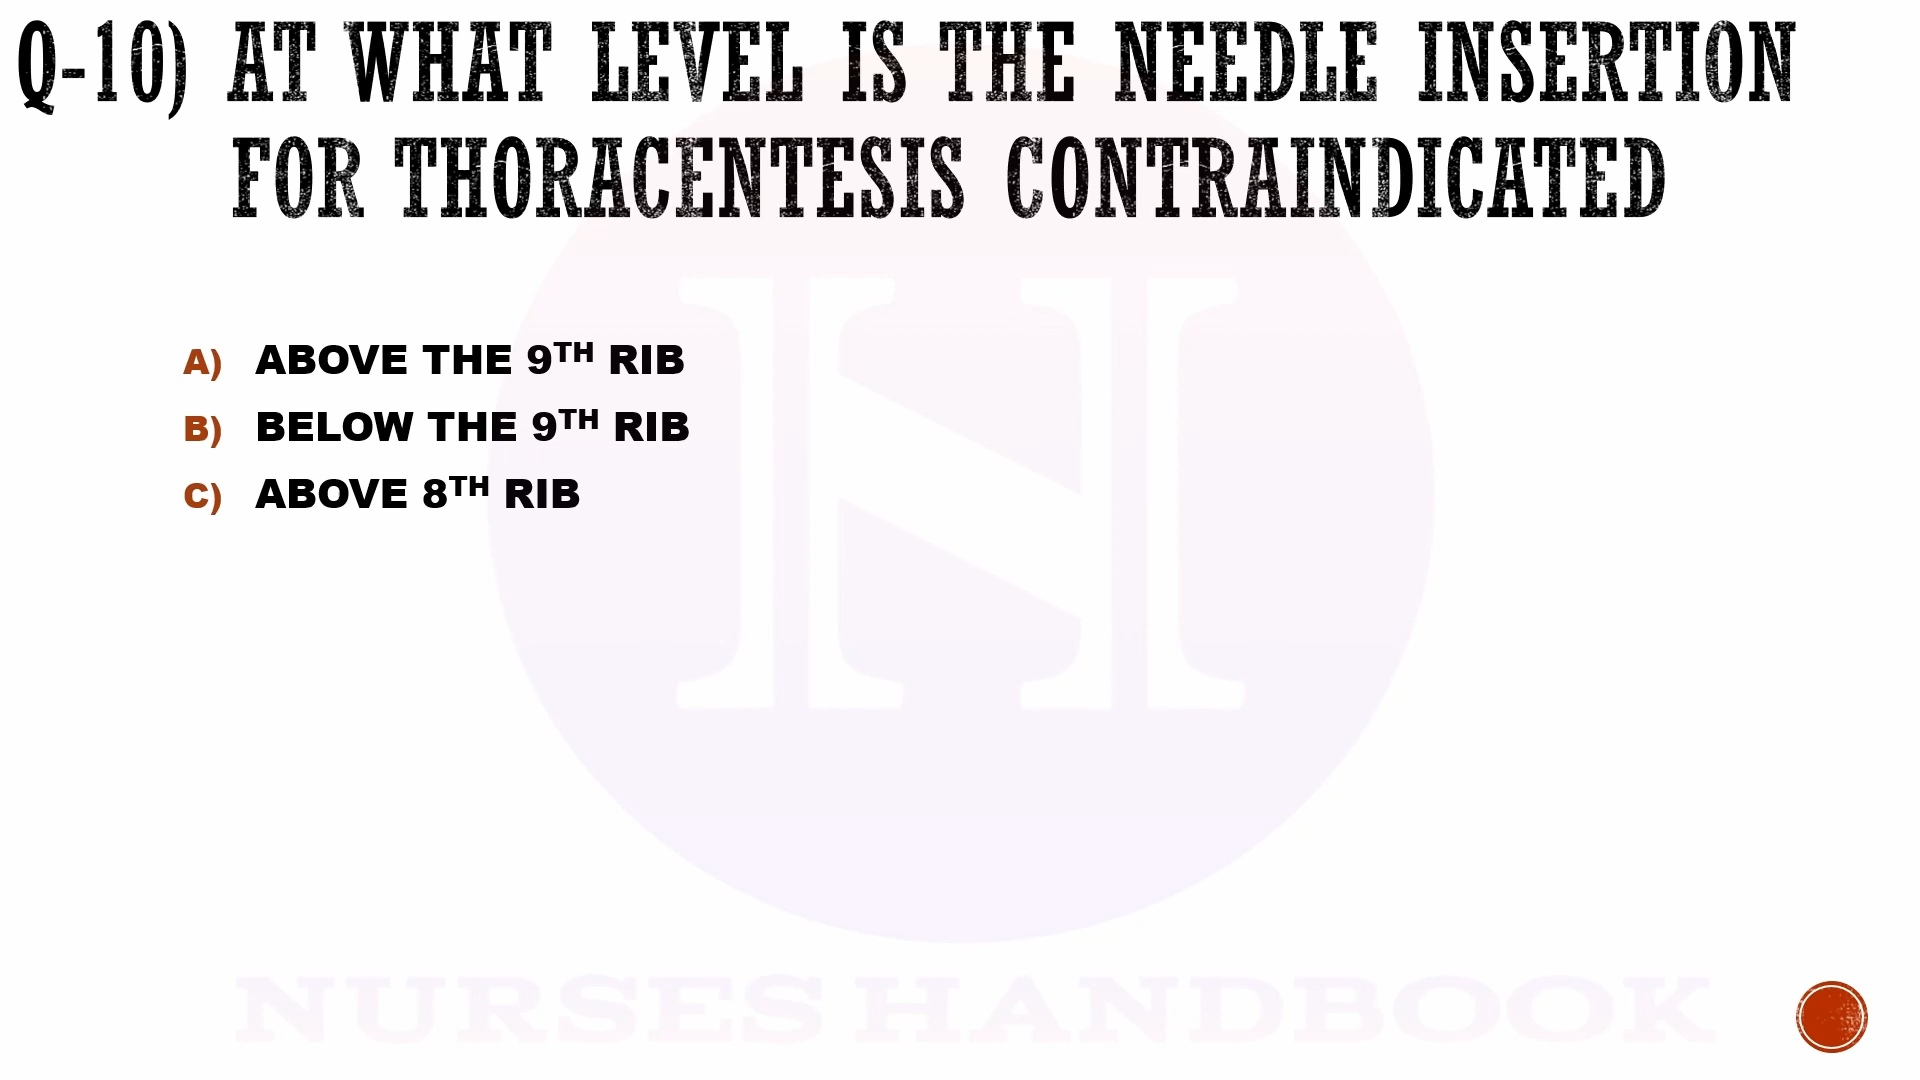 Q-10) AT WHAT LEVEL IS THE NEEDLE INSERTION
FOR THORACENTESIS CONTRAINDICATED
A) ABOVE THE 9TH RIB
B) BELOW THE 9TH RIB
C) ABOVE 8TH RIB
N
NURSES HANDBOOK